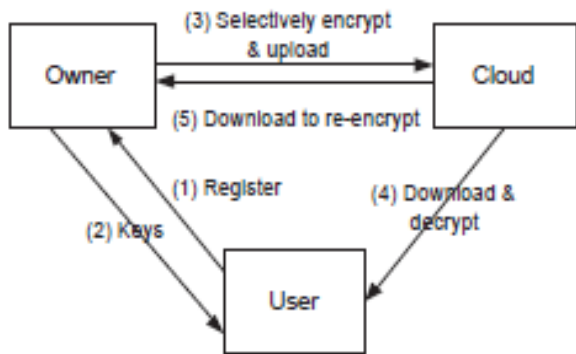 (3) Selectively encrypt
& upload
Owner
Cloud
(5) Download to re-encrypt
(1) Register
(2) Keys
(4) Download &
decrypt
User